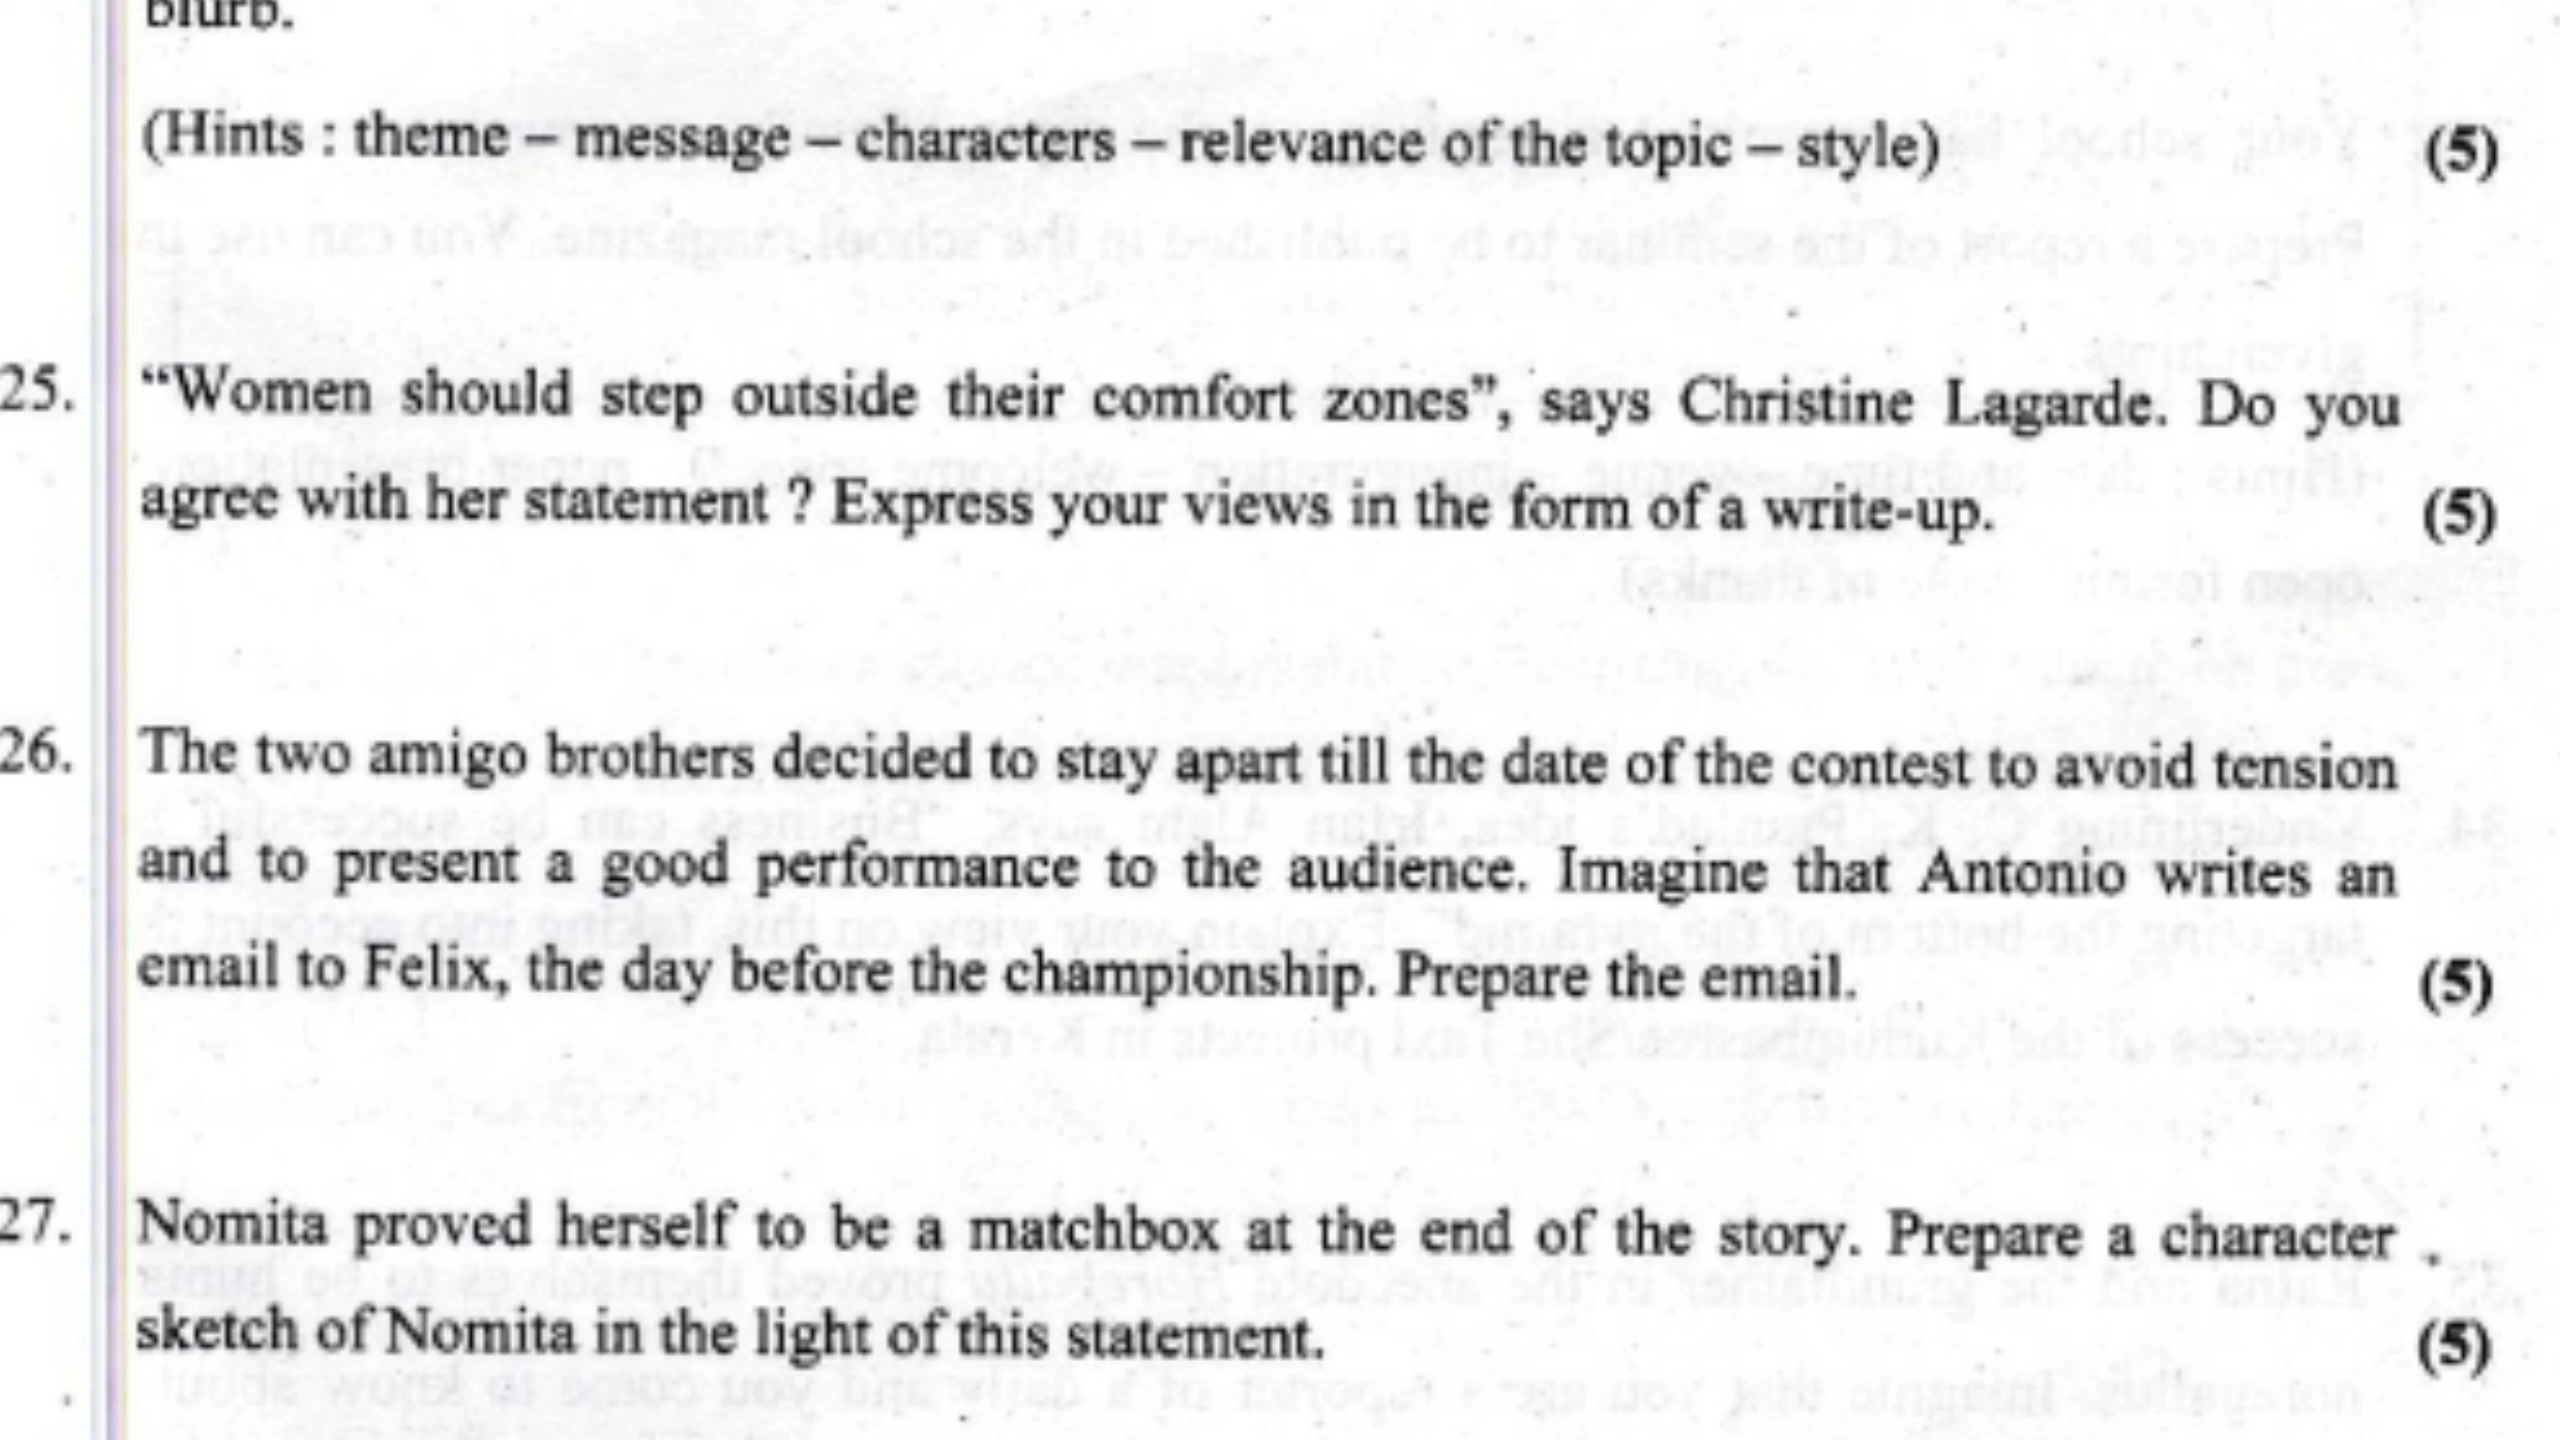 blurb.
(Hints : theme – message – characters – relevance of the topic – style) (5)
25. “Women should step outside their comfort zones”, says Christine Lagarde. Do you
agree with her statement ? Express your views in the form of a write-up. (5)
26. The two amigo brothers decided to stay apart till the date of the contest to avoid tension
and to present a good performance to the audience. Imagine that Antonio writes an
email to Felix, the day before the championship. Prepare the email. (5)
27. Nomita proved herself to be a matchbox at the end of the story. Prepare a character
sketch of Nomita in the light of this statement. (5)